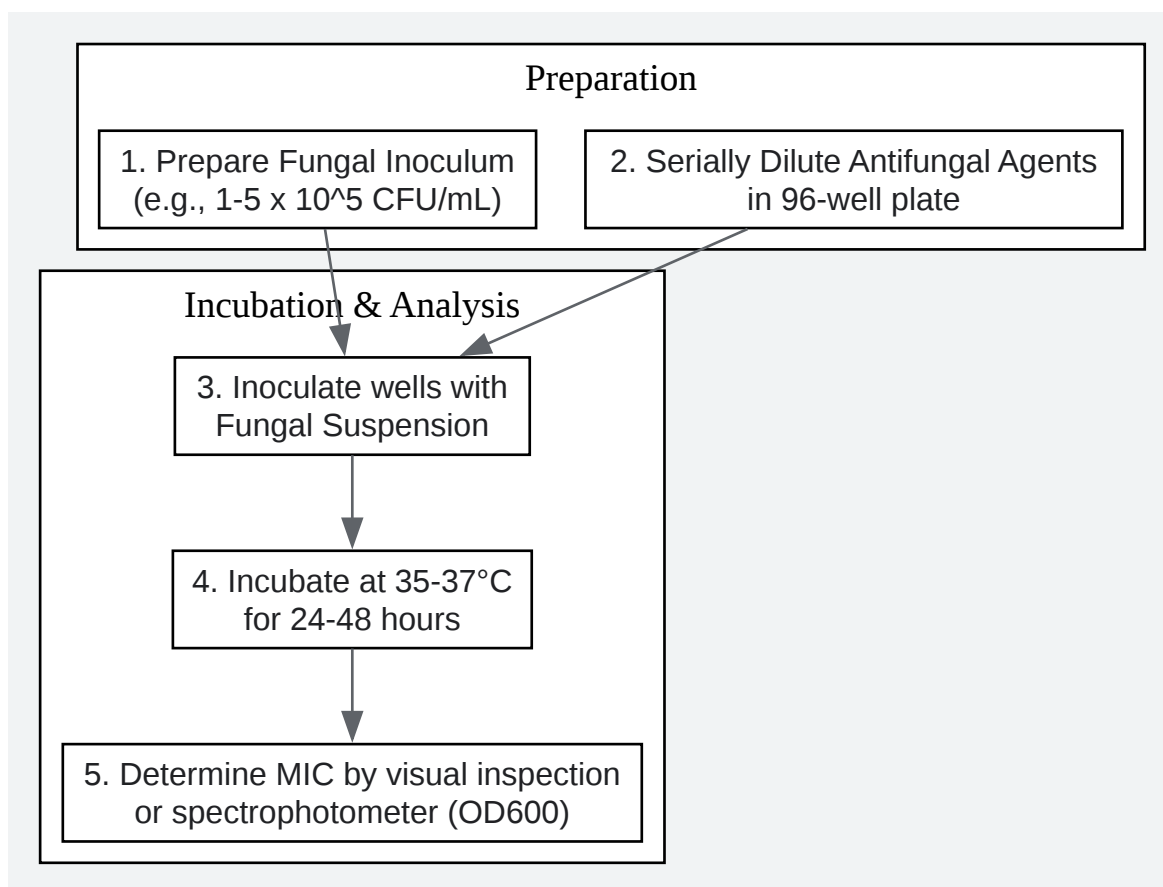 Preparation
1. Prepare Fungal Inoculum
(e.g., 1-5 x 10^5 CFU/mL)
2. Serially Dilute Antifungal Agents
in 96-well plate
Incubation & Analysis
3. Inoculate wells with
Fungal Suspension
4. Incubate at 35-37°C
for 24-48 hours
5. Determine MIC by visual inspection
or spectrophotometer (OD600)